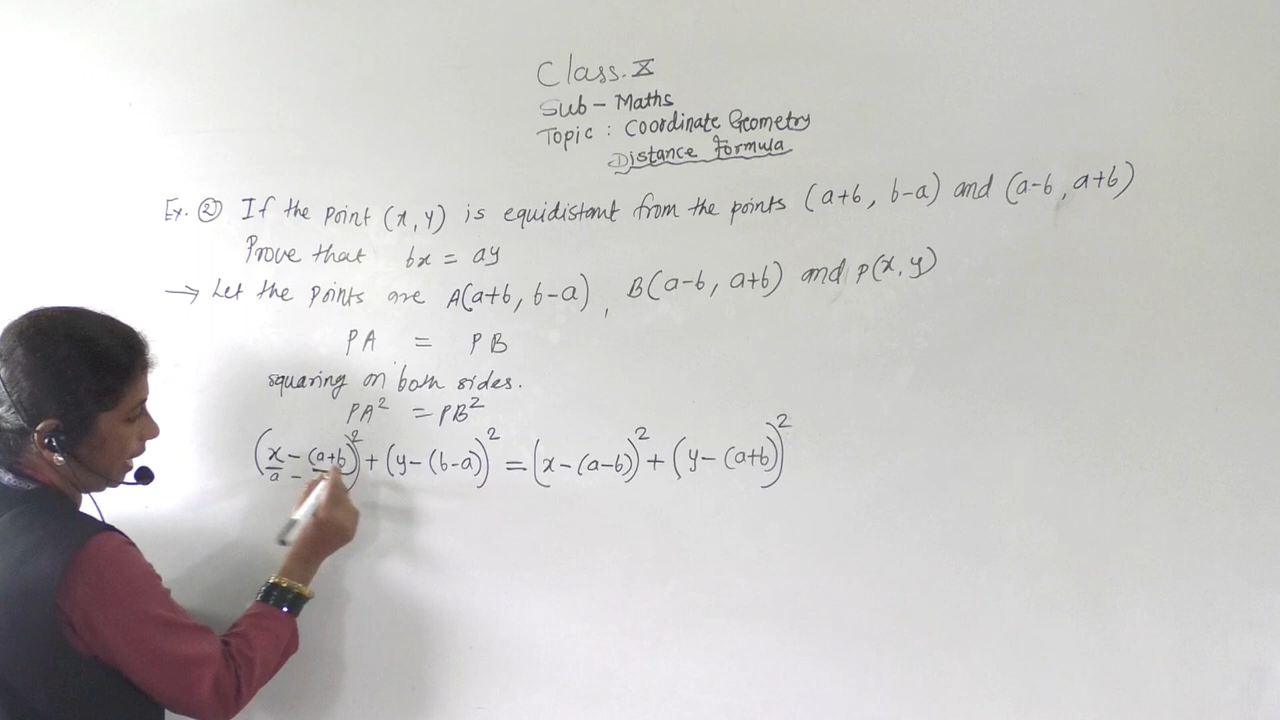 Class. X
Sub - Maths
Topic : Coordinate Geometry
Distance Formula
Ex. ② If the point (x, y) is equidistant from the points (a+b, b-a) and (a-b, a+b)
Prove that bx = ay
→ Let the points are A(a+b, b-a), B(a-b, a+b) and P(x, y)
PA = PB
squaring on both sides.
PA² = PB²
(x-(a+b))² + (y-(b-a))² = (x-(a-b))² + (y-(a+b))²
a -